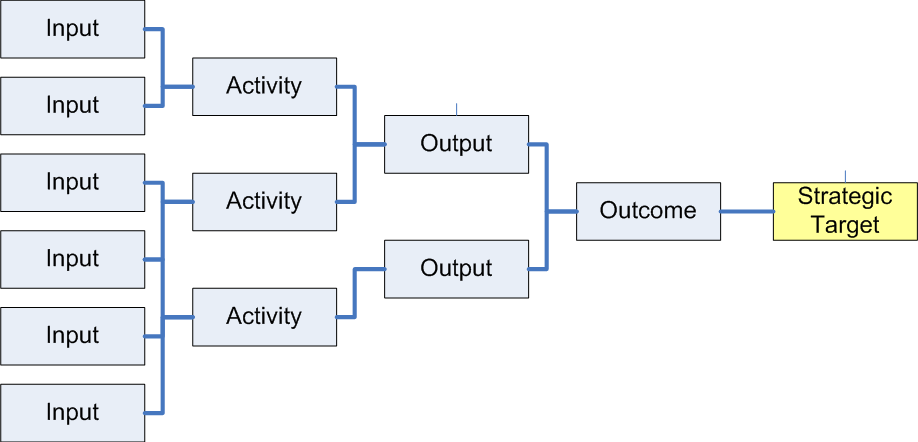 Input
Input
Input
Input
Input
Input
Activity
Activity
Activity
Output
Output
Outcome
Strategic
Target